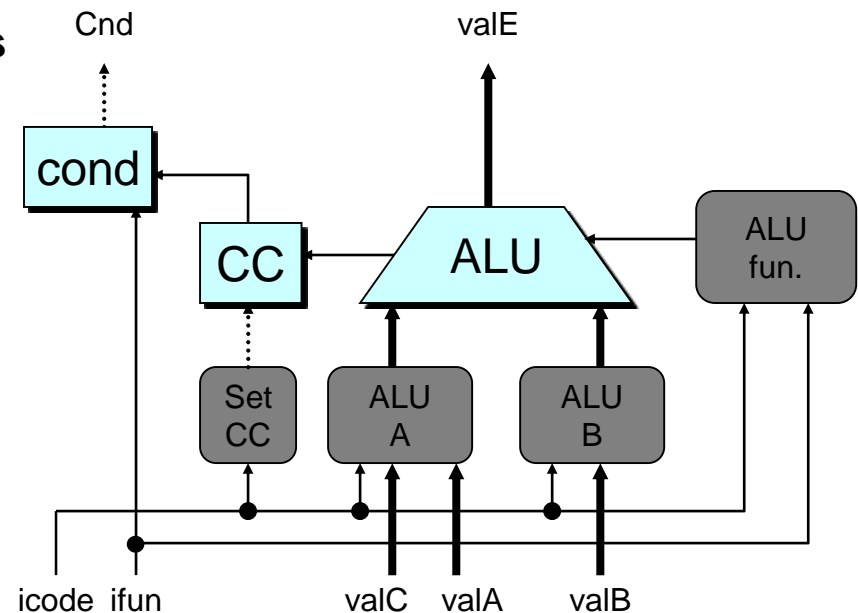 Cnd
valE
s
cond
CC
ALU
ALU
fun.
Set
CC
ALU
A
ALU
B
icode
ifun
valC
valA
valB